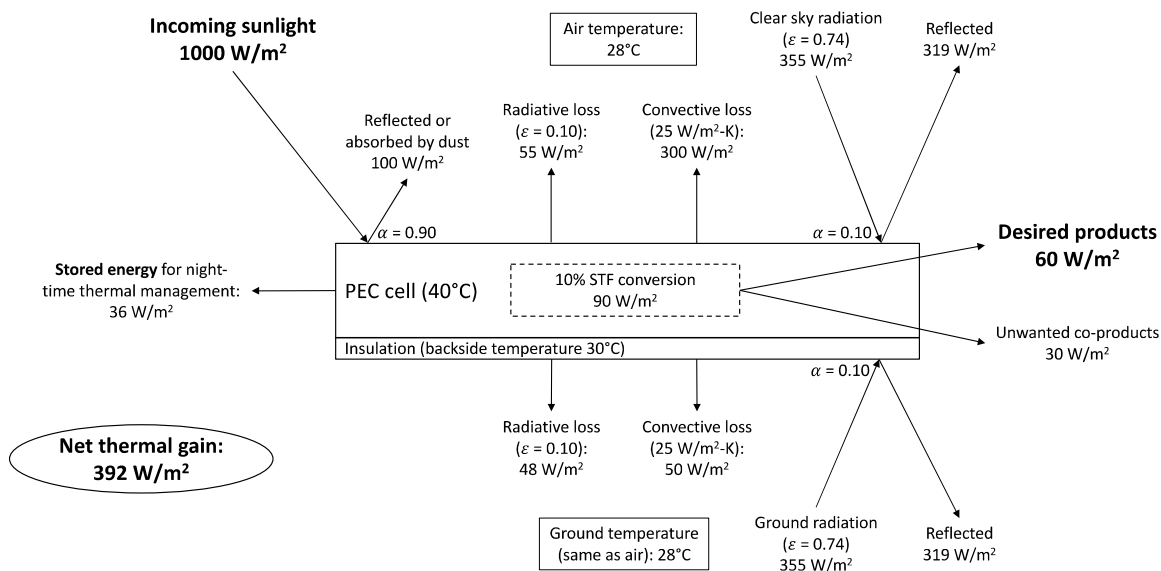 Incoming sunlight
1000 W/m²
Air temperature:
28°C
Clear sky radiation
(ε = 0.74)
355 W/m²
Reflected
319 W/m²
Reflected or
absorbed by dust
100 W/m²
Radiative loss
(ε = 0.10):
55 W/m²
Convective loss
(25 W/m²-K):
300 W/m²
α = 0.90
α = 0.10
Desired products
60 W/m²
Stored energy for night-
time thermal management:
36 W/m²
PEC cell (40°C)
10% STF conversion
90 W/m²
Unwanted co-products
30 W/m²
Insulation (backside temperature 30°C)
α = 0.10
Radiative loss
(ε = 0.10):
48 W/m²
Convective loss
(25 W/m²-K):
50 W/m²
Net thermal gain:
392 W/m²
Ground temperature
(same as air): 28°C
Ground radiation
(ε = 0.74)
355 W/m²
Reflected
319 W/m²